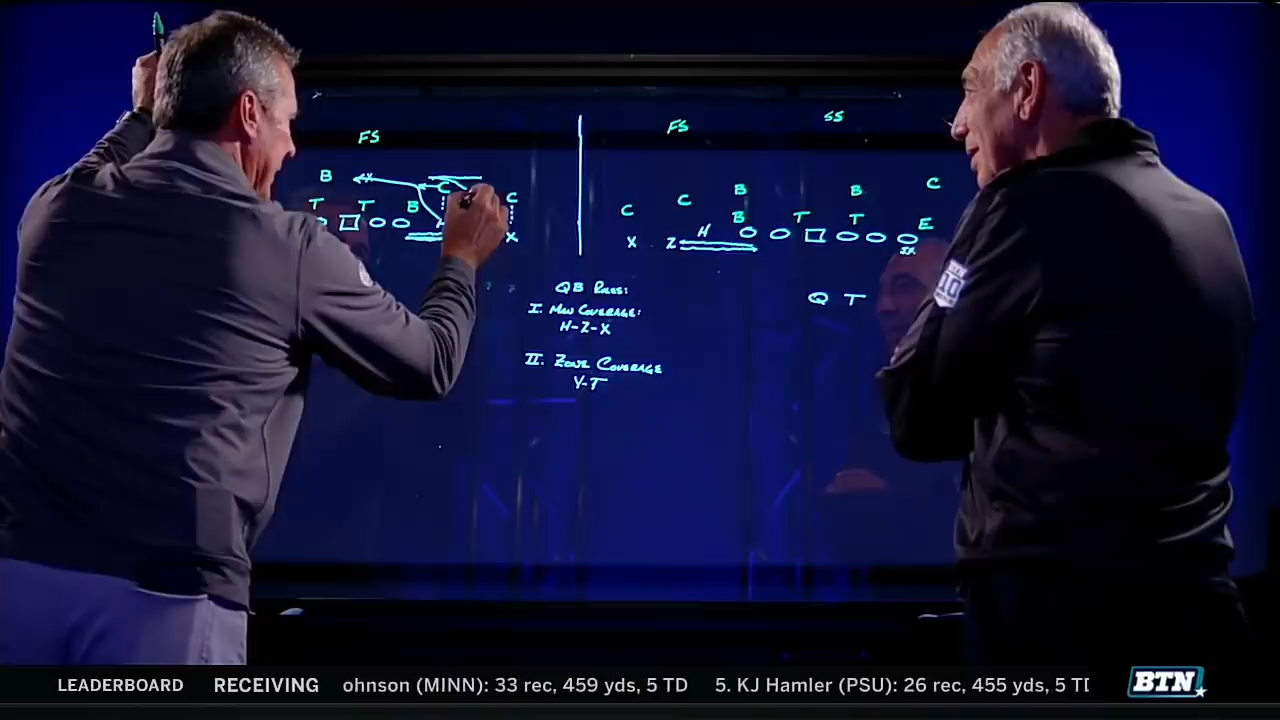 FS
FS
SS
B
C
C
T
T
B
X
C
C
B
B
C
B
T
T
E
X
Z
H
QB RULES:
I. MAN COVERAGE:
H-Z-X
II. ZONE COVERAGE
Y-T
Q T
LEADERBOARD RECEIVING ohnson (MINN): 33 rec, 459 yds, 5 TD 5. KJ Hamler (PSU): 26 rec, 455 yds, 5 TD
BTN